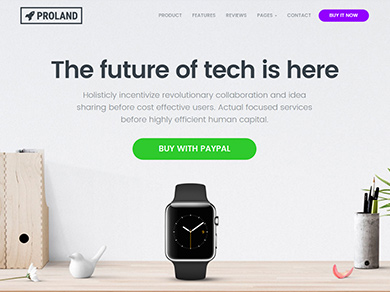 PROLAND
PRODUCT FEATURES REVIEWS PAGES CONTACT BUY IT NOW
The future of tech is here
Holisticly incentivize revolutionary collaboration and idea
sharing before cost effective users. Actual focused services
before highly efficient human capital.
BUY WITH PAYPAL